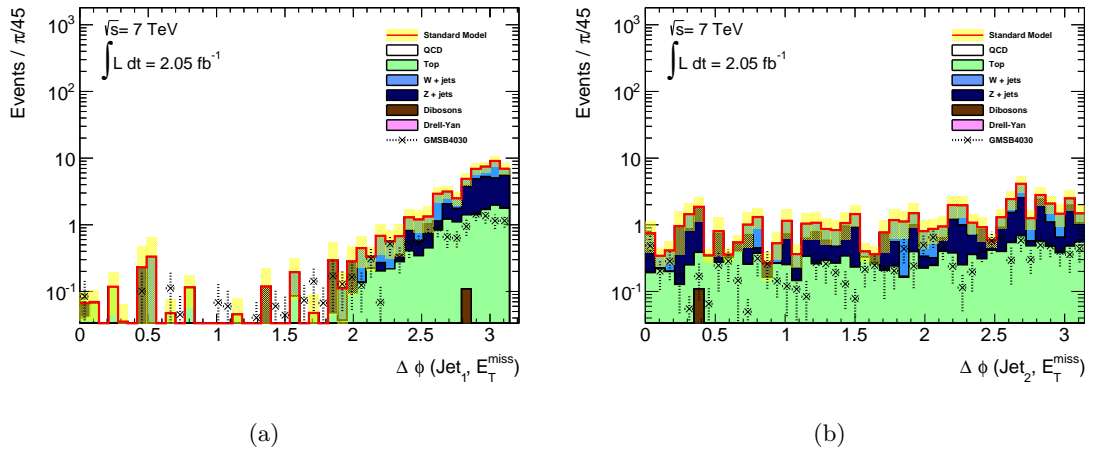 Events / π/45
10³
10²
10
1
10⁻¹
√s= 7 TeV
∫ L dt = 2.05 fb⁻¹
Standard Model
QCD
Top
W + jets
Z + jets
Dibosons
Drell-Yan
GMSB4030
0 0.5 1 1.5 2 2.5 3
Δ ϕ (Jet₁, E_T^miss)
(a)
Events / π/45
10³
10²
10
1
10⁻¹
√s= 7 TeV
∫ L dt = 2.05 fb⁻¹
Standard Model
QCD
Top
W + jets
Z + jets
Dibosons
Drell-Yan
GMSB4030
0 0.5 1 1.5 2 2.5 3
Δ ϕ (Jet₂, E_T^miss)
(b)